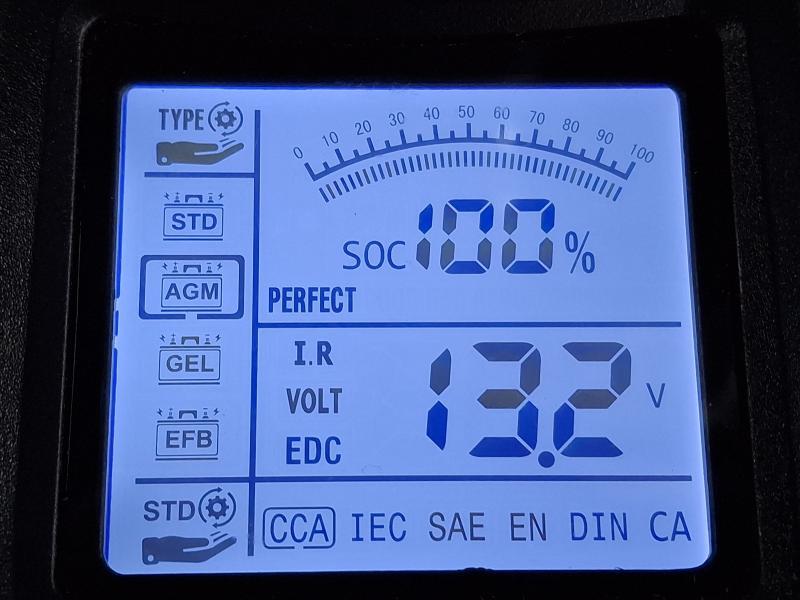 TYPE
STD
AGM
GEL
EFB
STD
0 10 20 30 40 50 60 70 80 90 100
SOC 100 %
PERFECT
I.R
VOLT
EDC
13.2 V
CCA IEC SAE EN DIN CA